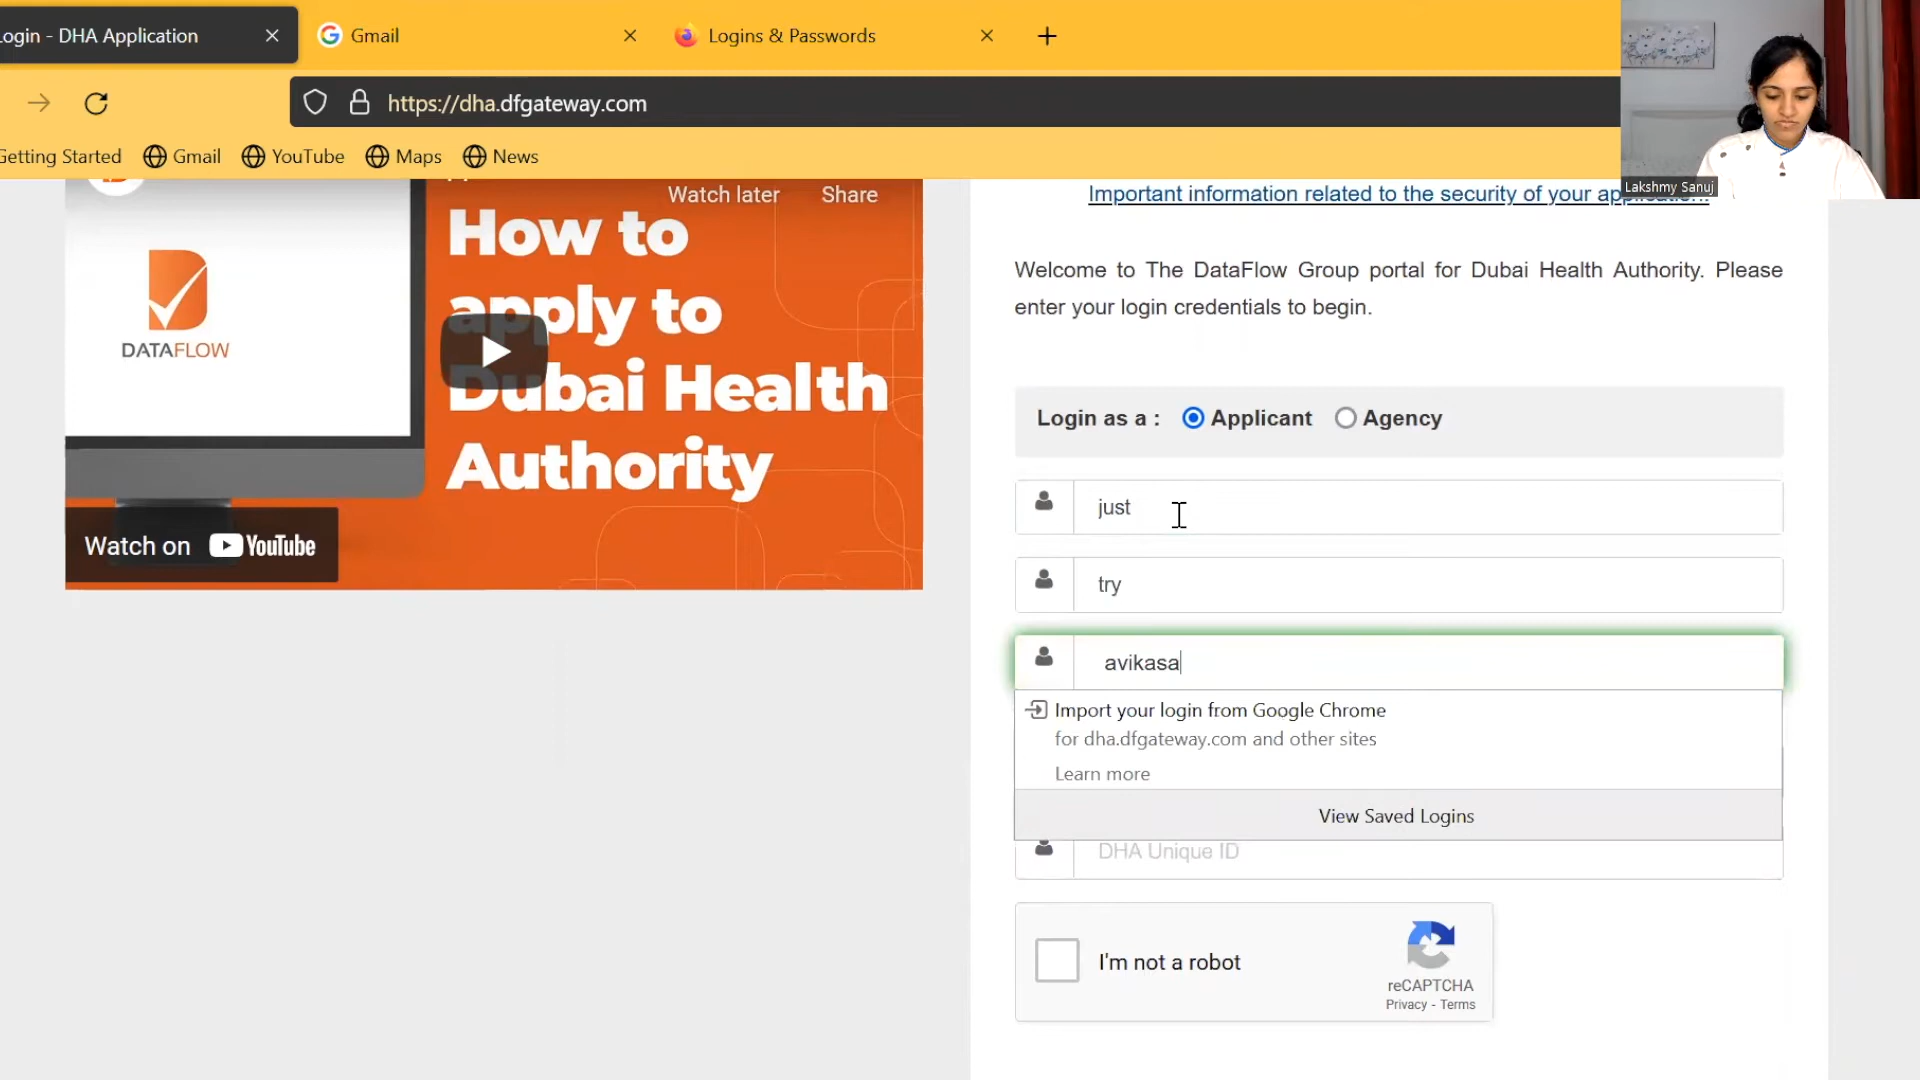 Login - DHA Application
Gmail
Logins & Passwords
https://dha.dfgateway.com
Getting Started
Gmail
YouTube
Maps
News
Lakshmy Sanuj
Watch later
Share
How to
apply to
Dubai Health
Authority
DATAFLOW
Watch on YouTube
Important information related to the security of your application.
Welcome to The DataFlow Group portal for Dubai Health Authority. Please
enter your login credentials to begin.
Login as a : Applicant Agency
just
try
avikasa
Import your login from Google Chrome
for dha.dfgateway.com and other sites
Learn more
View Saved Logins
DHA Unique ID
I'm not a robot
reCAPTCHA
Privacy - Terms